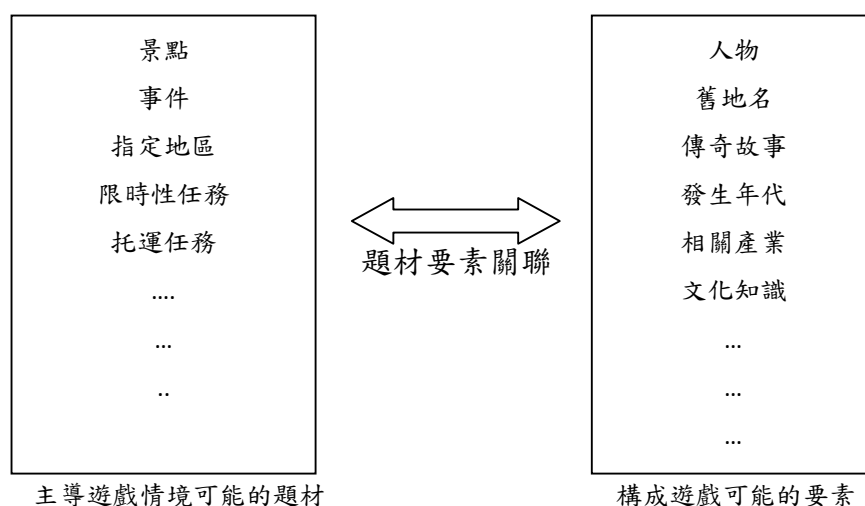 景點
事件
指定地區
限時性任務
托運任務
....
...
..
主導遊戲情境可能的題材
題材要素關聯
人物
舊地名
傳奇故事
發生年代
相關產業
文化知識
...
...
...
構成遊戲可能的要素